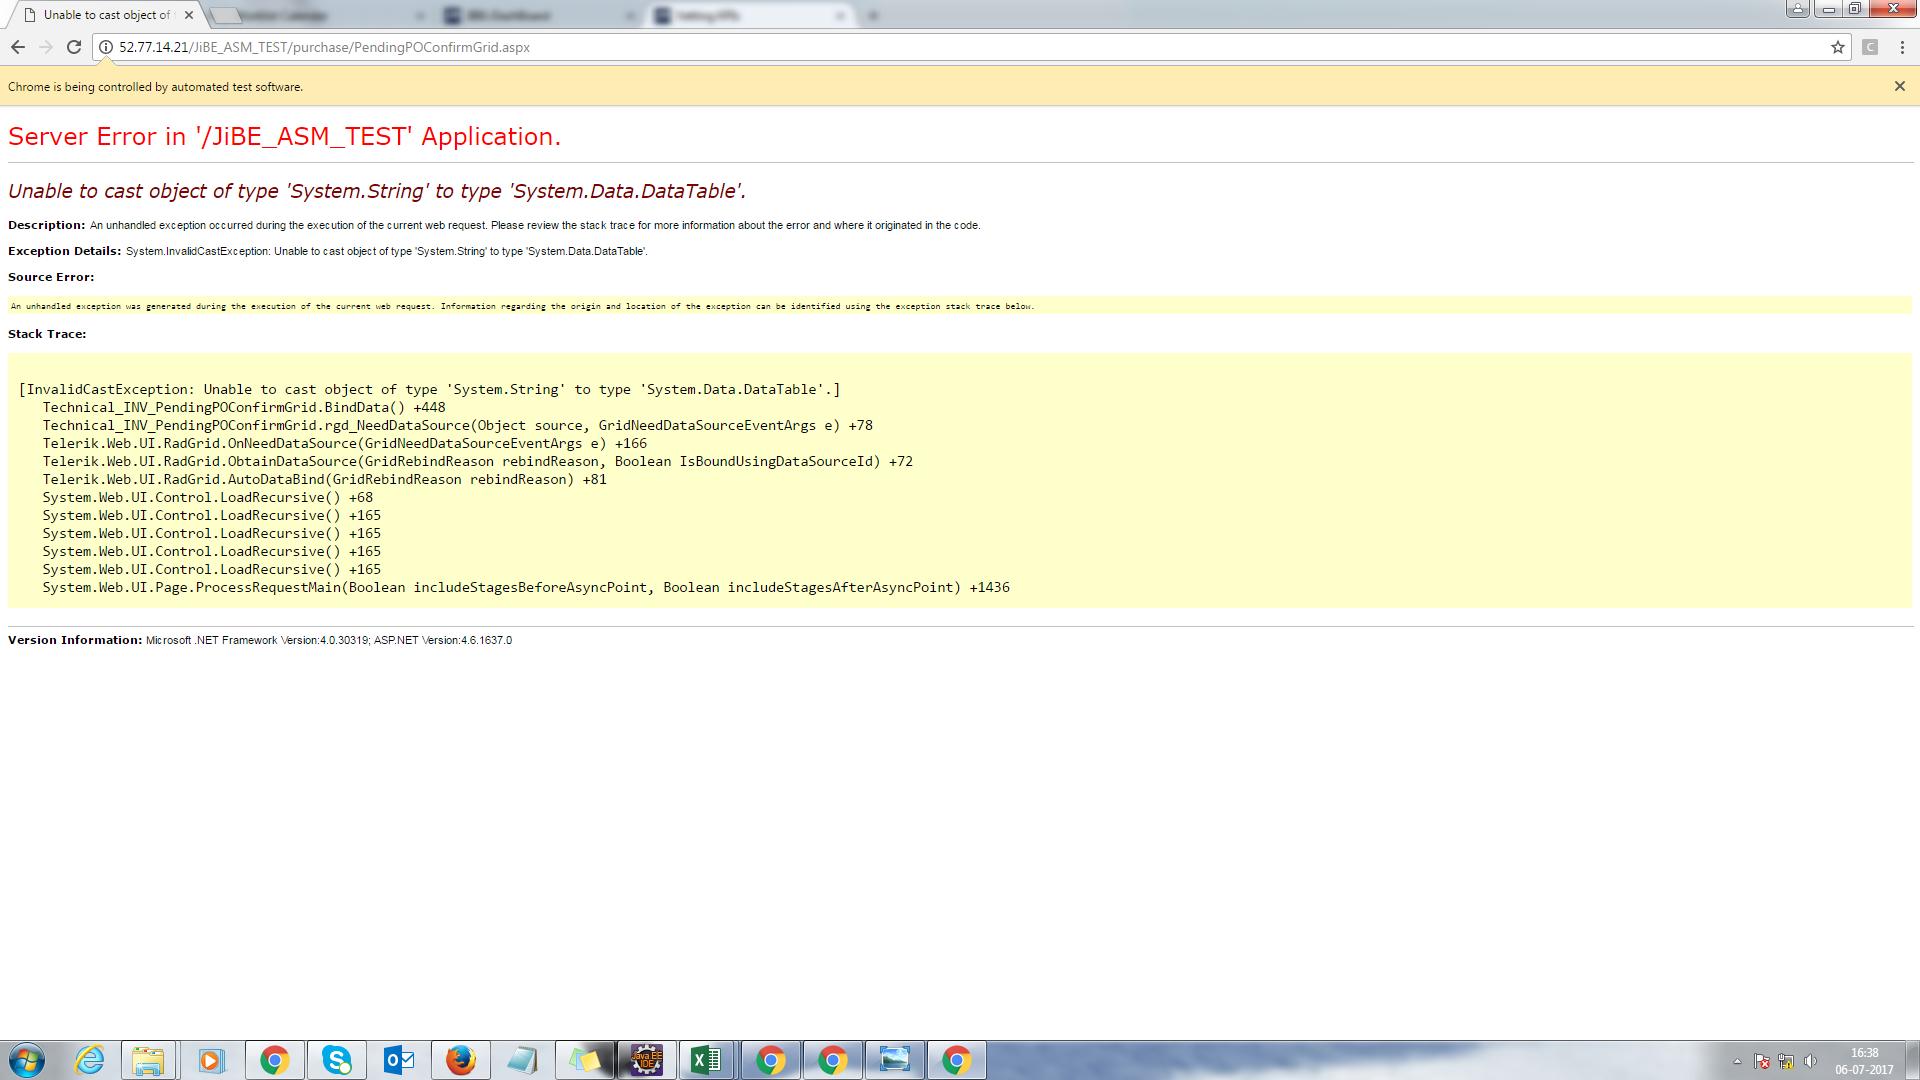 Unable to cast object of
52.77.14.21/JiBE_ASM_TEST/purchase/PendingPOConfirmGrid.aspx
C
Chrome is being controlled by automated test software.
Server Error in '/JiBE_ASM_TEST' Application.
Unable to cast object of type 'System.String' to type 'System.Data.DataTable'.
Description: An unhandled exception occurred during the execution of the current web request. Please review the stack trace for more information about the error and where it originated in the code.
Exception Details: System.InvalidCastException: Unable to cast object of type 'System.String' to type 'System.Data.DataTable'.
Source Error:
An unhandled exception was generated during the execution of the current web request. Information regarding the origin and location of the exception can be identified using the exception stack trace below.
Stack Trace:
[InvalidCastException: Unable to cast object of type 'System.String' to type 'System.Data.DataTable'.]
Technical_INV_PendingPOConfirmGrid.BindData() +448
Technical_INV_PendingPOConfirmGrid.rgd_NeedDataSource(Object source, GridNeedDataSourceEventArgs e) +78
Telerik.Web.UI.RadGrid.OnNeedDataSource(GridNeedDataSourceEventArgs e) +166
Telerik.Web.UI.RadGrid.ObtainDataSource(GridRebindReason rebindReason, Boolean IsBoundUsingDataSourceId) +72
Telerik.Web.UI.RadGrid.AutoDataBind(GridRebindReason rebindReason) +81
System.Web.UI.Control.LoadRecursive() +68
System.Web.UI.Control.LoadRecursive() +165
System.Web.UI.Control.LoadRecursive() +165
System.Web.UI.Control.LoadRecursive() +165
System.Web.UI.Control.LoadRecursive() +165
System.Web.UI.Page.ProcessRequestMain(Boolean includeStagesBeforeAsyncPoint, Boolean includeStagesAfterAsyncPoint) +1436
Version Information: Microsoft .NET Framework Version:4.0.30319; ASP.NET Version:4.6.1637.0
Java EE
IDE
16:38
06-07-2017